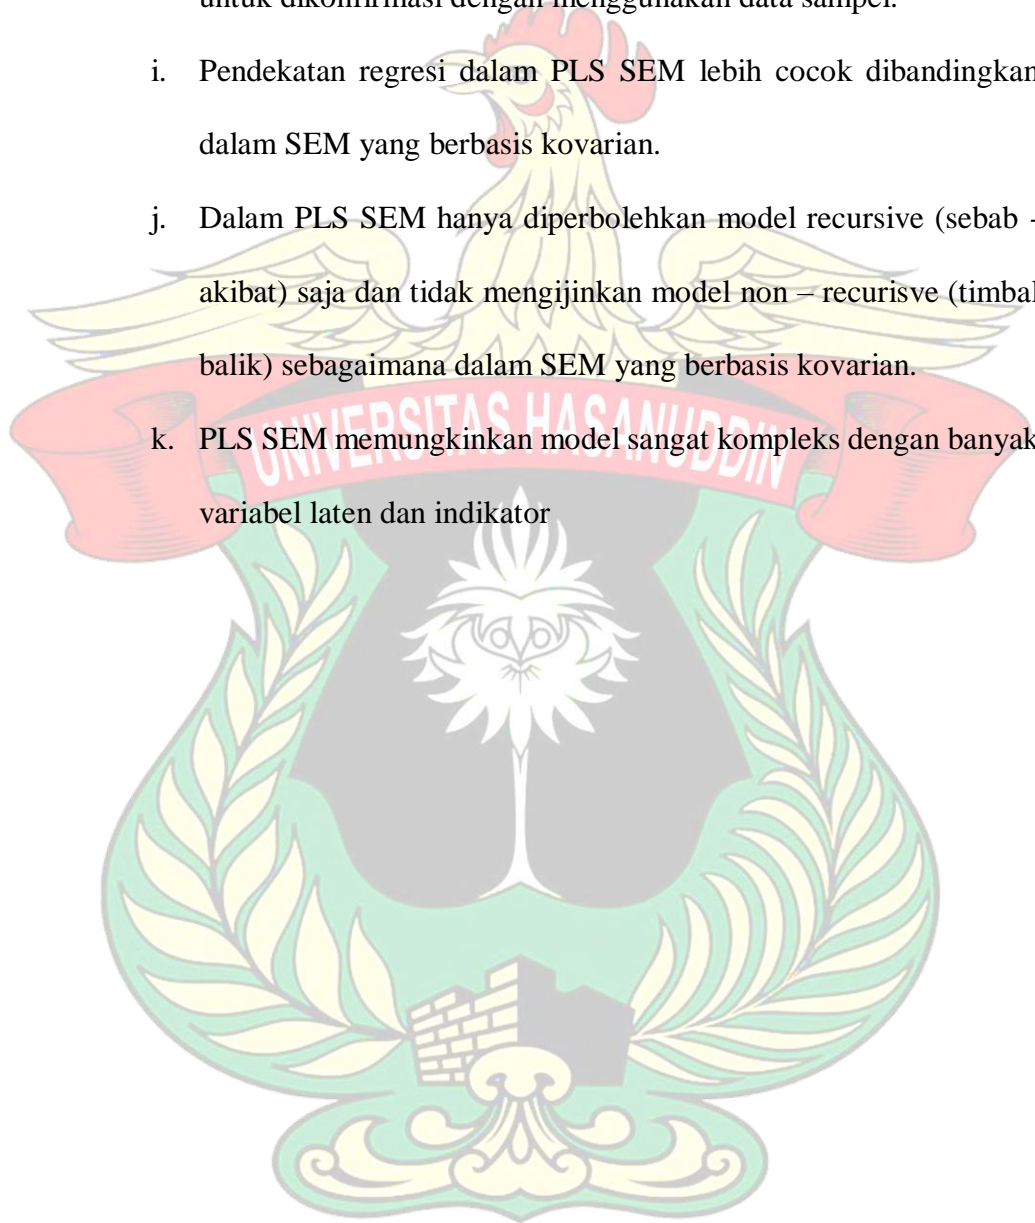 untuk dikonfirmasi dengan menggunakan data sampel.
i. Pendekatan regresi dalam PLS SEM lebih cocok dibandingkan
dalam SEM yang berbasis kovarian.
j. Dalam PLS SEM hanya diperbolehkan model recursive (sebab -
akibat) saja dan tidak mengijinkan model non – recurisve (timbal
balik) sebagaimana dalam SEM yang berbasis kovarian.
UNIVERSITAS HASANUDDIN
k. PLS SEM memungkinkan model sangat kompleks dengan banyak
variabel laten dan indikator